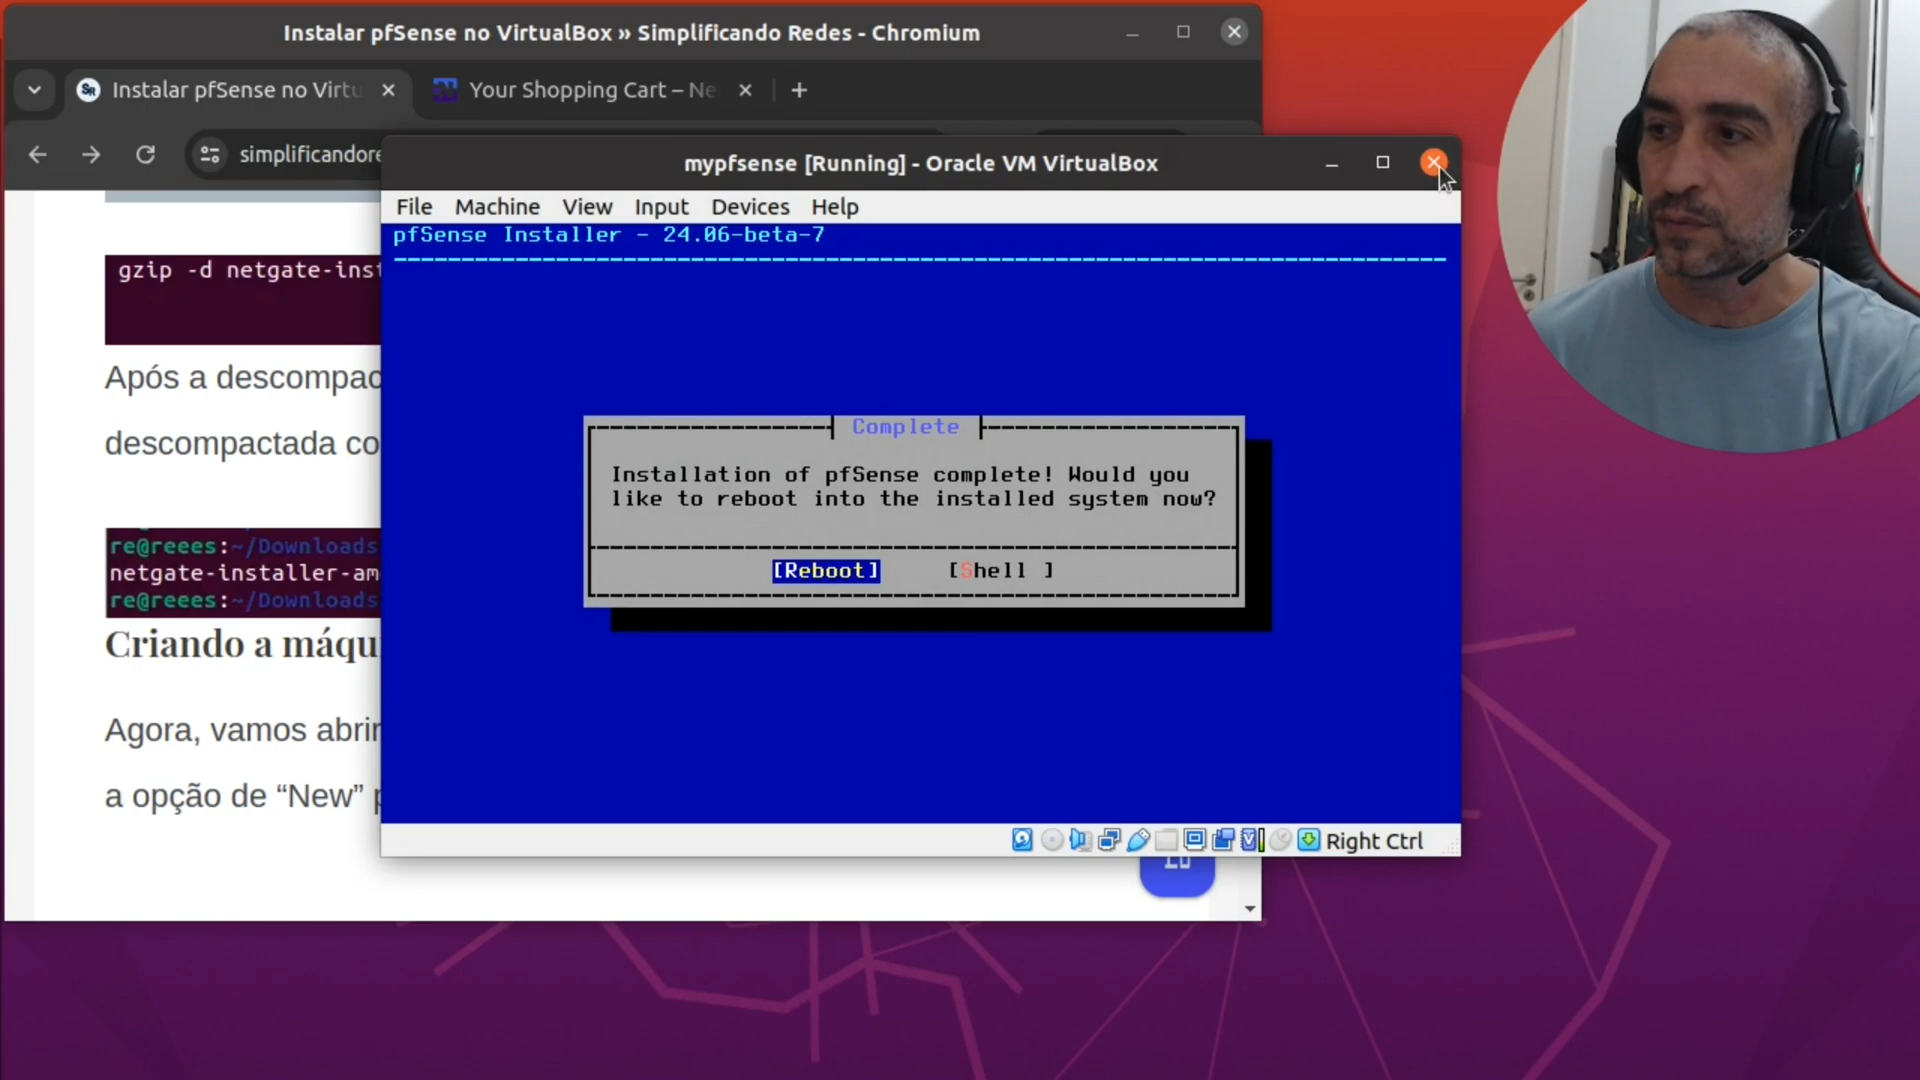 Instalar pfSense no VirtualBox » Simplificando Redes - Chromium
Instalar pfSense no Virtu
Your Shopping Cart – Ne
simplificandore
mypfsense [Running] - Oracle VM VirtualBox
File Machine View Input Devices Help
pfSense Installer - 24.06-beta-7
gzip -d netgate-inst
Após a descompac
descompactada co
Complete
Installation of pfSense complete! Would you
like to reboot into the installed system now?
[Reboot] [Shell ]
re@reees:~/Downloads
netgate-installer-am
re@reees:~/Downloads
Criando a máqu
Agora, vamos abrir
a opção de “New” p
Right Ctrl